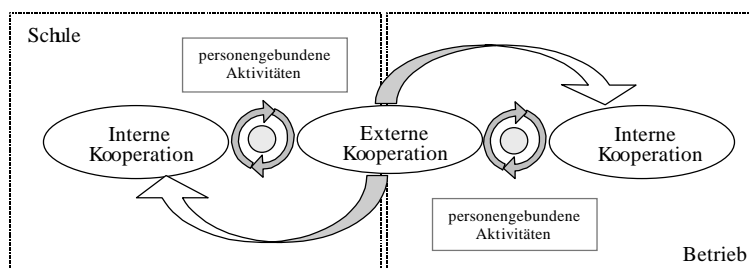 Schule
personengebundene
Aktivitäten
Interne
Kooperation
Externe
Kooperation
Interne
Kooperation
personengebundene
Aktivitäten
Betrieb